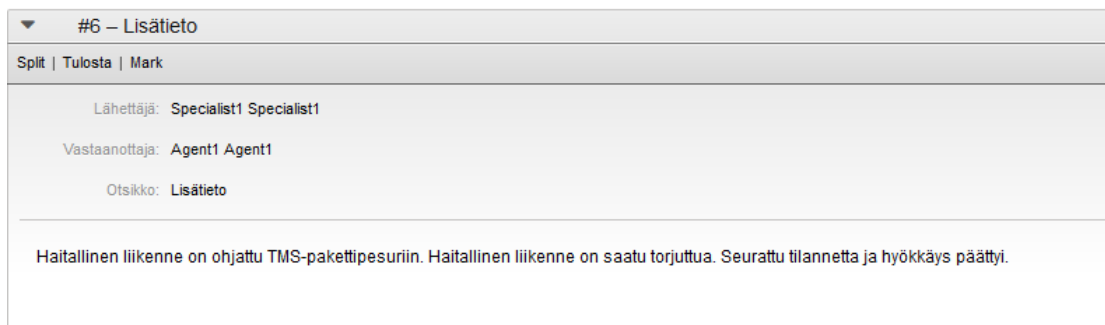 #6 – Lisätieto
Split | Tulosta | Mark
Lähettäjä: Specialist1 Specialist1
Vastaanottaja: Agent1 Agent1
Otsikko: Lisätieto
Haitallinen liikenne on ohjattu TMS-pakettipesuriin. Haitallinen liikenne on saatu torjuttua. Seurattu tilannetta ja hyökkäys päättyi.